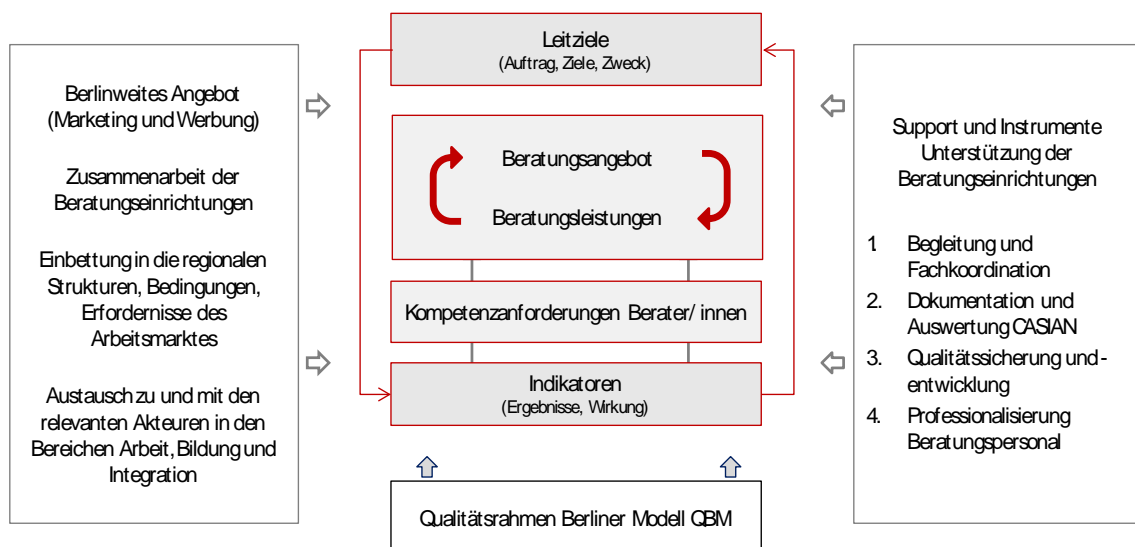 Berlinweites Angebot
(Marketing und Werbung)
Zusammenarbeit der
Beratungseinrichtungen
Einbettung in die regionalen
Strukturen, Bedingungen,
Erfordernisse des
Arbeitsmarktes
Austausch zu und mit den
relevanten Akteuren in den
Bereichen Arbeit, Bildung und
Integration
Leitziele
(Auftrag, Ziele, Zweck)
Beratungsangebot
Beratungsleistungen
Kompetenzanforderungen Berater/ innen
Indikatoren
(Ergebnisse, Wirkung)
Qualitätsrahmen Berliner Modell QBM
Support und Instrumente
Unterstützung der
Beratungseinrichtungen
1. Begleitung und
Fachkoordination
2. Dokumentation und
Auswertung CASIAN
3. Qualitätssicherung und -
entwicklung
4. Professionalisierung
Beratungspersonal